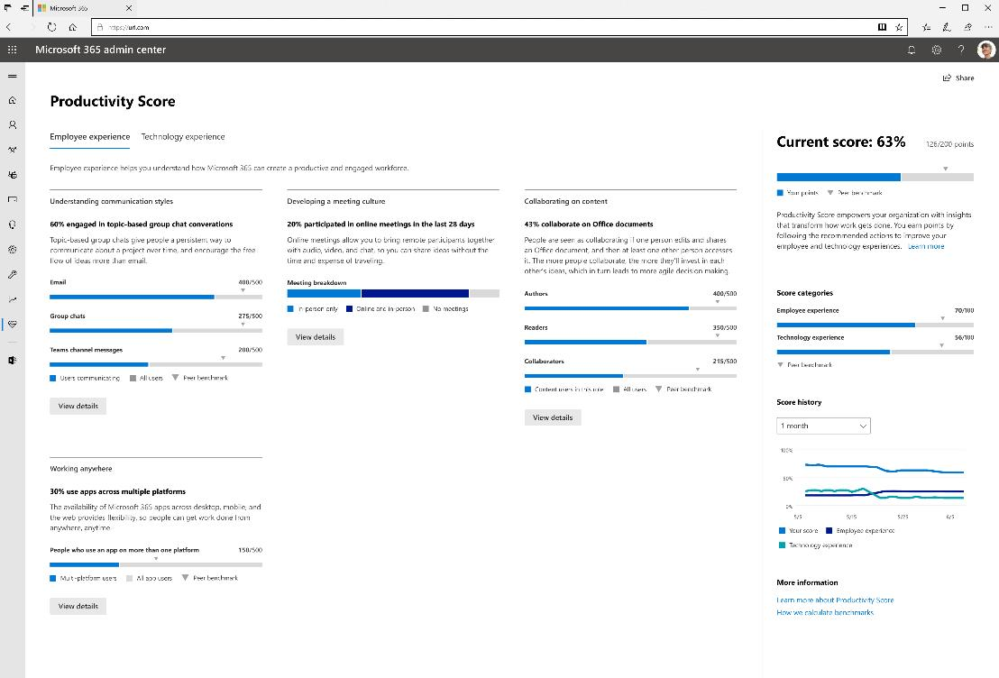 Microsoft 365
https://url.com
Microsoft 365 admin center
Share
Productivity Score
Employee experience
Technology experience
Employee experience helps you understand how Microsoft 365 can create a productive and engaged workforce.
Understanding communication styles
60% engaged in topic-based group chat converations
Topic-based group chats give people a persistent way to
communicate about a project over time, and encourage the free
flow of ideas more than email.
Email 400/500
Group chats 275/500
Teams channel messages 200/500
Users communicating All users Peer benchmark
View details
Developing a meeting culture
20% participated in online meetings in the last 28 days
Online meetings allow you to bring remote participants together
with audio, video, and chat, so you can share ideas without the
time and expense of traveling.
Meeting breakdown
In-person only Online and in-person No meetings
View details
Collaborating on content
43% collaborate on Office documents
People are seen as collaborating if one person edits and shares
an Office document, and then at least one other person accesses
it. The more people collaborate, the more they'll invest in each
other's ideas, which in turn leads to more agile decision making.
Authors 400/500
Readers 350/500
Collaborators 215/500
Content users in this role All users Peer benchmark
View details
Working anywhere
30% use apps across multiple platforms
The availability of Microsoft 365 apps across desktop, mobile, and
the web provides flexibility, so people can get work done from
anywhere, anytime
People who use an app on more than one platform 150/500
Multi-platform users All app users Peer benchmark
View details
Current score: 63% 126/200 points
Your points Peer benchmark
Productivity Score empowers your organization with insights
that transform how work gets done. You earn points by
following the recommended actions to improve your
employee and technology experiences. Learn more
Score categories
Employee experience 70/100
Technology experience 56/100
Peer benchmark
Score history
1 month
100%
50%
0%
5/5 5/15 5/25 6/5
Your score Employee experience
Technology experience
More information
Learn more about Productivity Score
How we calculate benchmarks